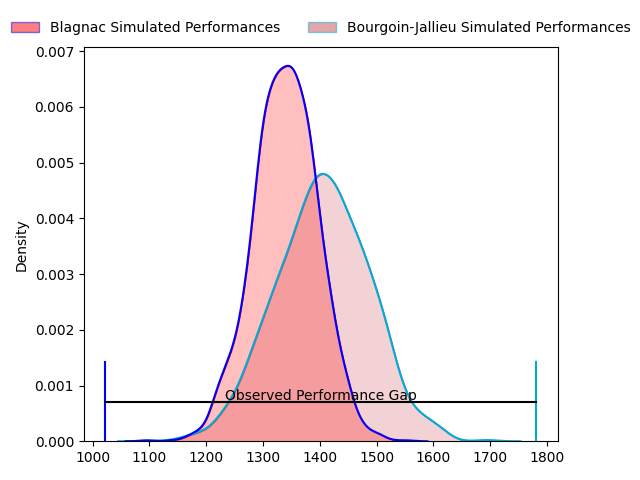 Blagnac Simulated Performances
Bourgoin-Jallieu Simulated Performances
0.007
0.006
0.005
0.004
0.003
0.002
0.001
0.000
Density
Observed Performance Gap
1000 1100 1200 1300 1400 1500 1600 1700 1800